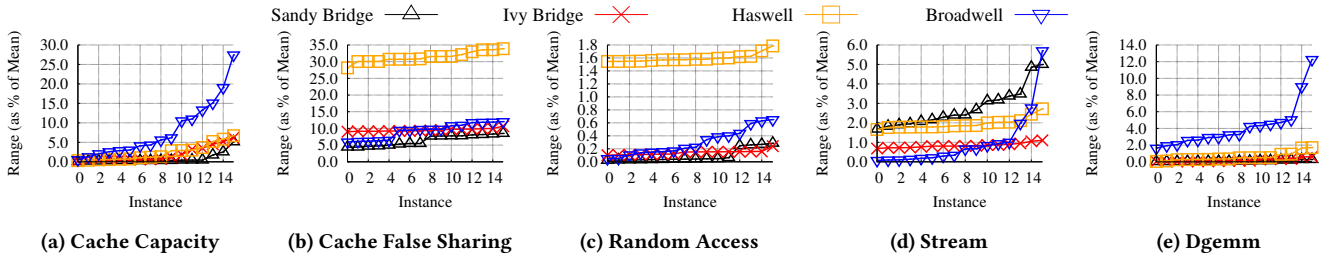 Sandy Bridge Ivy Bridge Haswell Broadwell
Range (as % of Mean)
30.0
25.0
20.0
15.0
10.0
5.0
0.0
0 2 4 6 8 10 12 14
Instance
(a) Cache Capacity
Range (as % of Mean)
35.0
30.0
25.0
20.0
15.0
10.0
5.0
0.0
0 2 4 6 8 10 12 14
Instance
(b) Cache False Sharing
Range (as % of Mean)
1.8
1.6
1.4
1.2
1.0
0.8
0.6
0.4
0.2
0.0
0 2 4 6 8 10 12 14
Instance
(c) Random Access
Range (as % of Mean)
6.0
5.0
4.0
3.0
2.0
1.0
0.0
0 2 4 6 8 10 12 14
Instance
(d) Stream
Range (as % of Mean)
14.0
12.0
10.0
8.0
6.0
4.0
2.0
0.0
0 2 4 6 8 10 12 14
Instance
(e) Dgemm